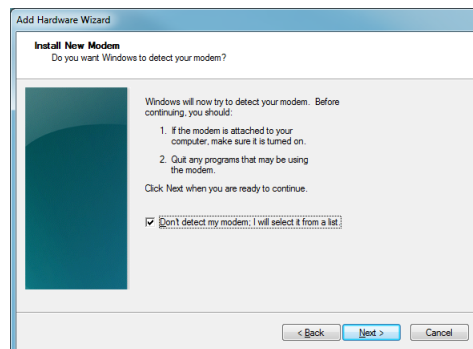 Add Hardware Wizard
Install New Modem
Do you want Windows to detect your modem?
Windows will now try to detect your modem. Before
continuing, you should:
1. If the modem is attached to your
computer, make sure it is turned on.
2. Quit any programs that may be using
the modem.
Click Next when you are ready to continue.
Don't detect my modem; I will select it from a list.
< Back Next > Cancel